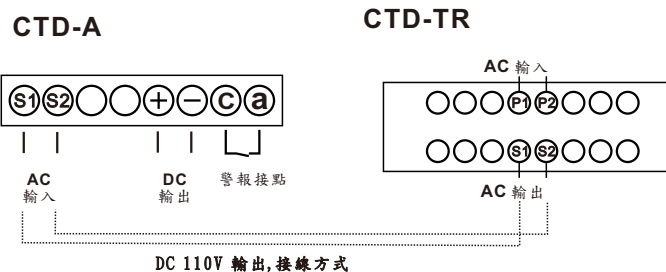 CTD-A
CTD-TR
AC 輸入
P1 P2
S1 S2 + − C a
S1 S2
AC
輸入
DC
輸出
警報接點
AC 輸出
DC 110V 輸出,接線方式